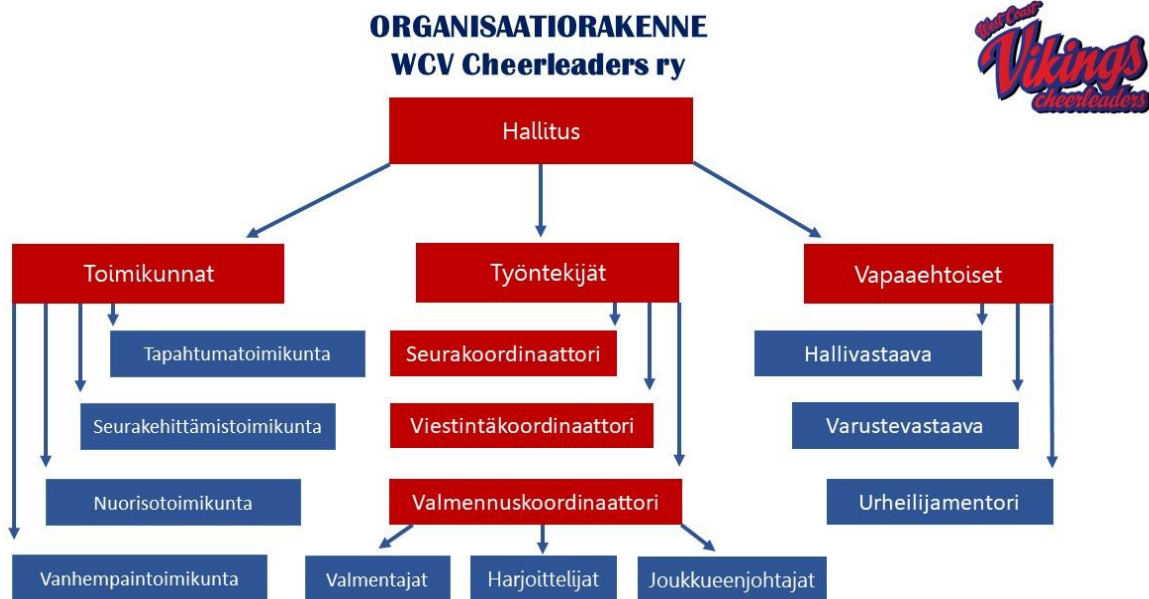 ORGANISAATIORAKENNE
WCV Cheerleaders ry
West Coast
Vikings
cheerleaders
Hallitus
Toimikunnat
Työntekijät
Vapaaehtoiset
Tapahtumatoimikunta
Seurakoordinaattori
Hallivastaava
Seurakehittämistoimikunta
Viestintäkoordinaattori
Varustevastaava
Nuorisotoimikunta
Valmennuskoordinaattori
Urheilijamentori
Vanhempaintoimikunta
Valmentajat
Harjoittelijat
Joukkueenjohtajat